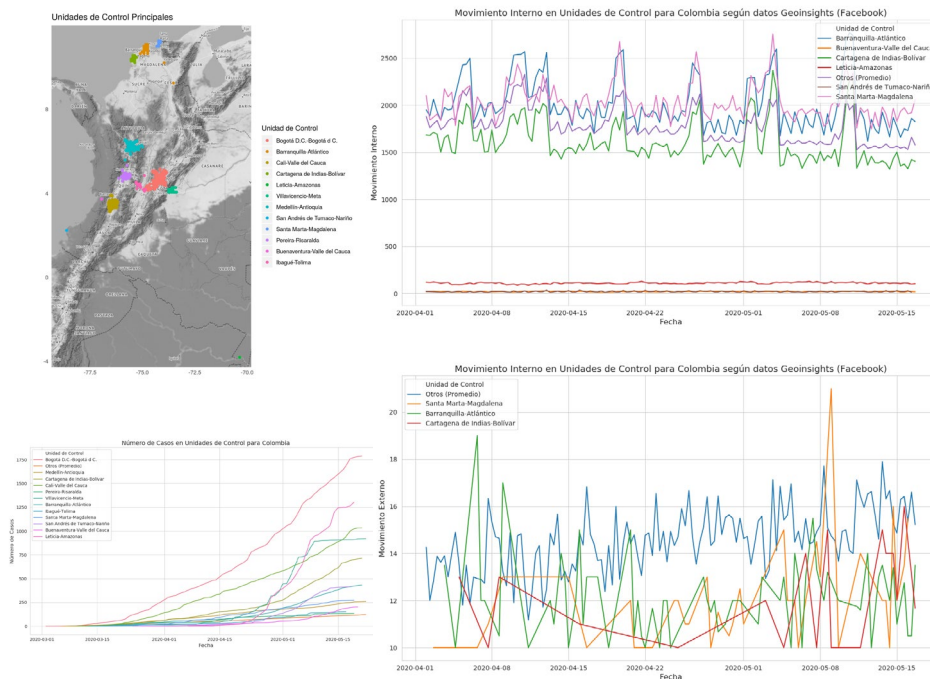 Unidades de Control Principales
8
4
0
-4
-77.5
-75.0
-72.5
-70.0
Unidad de Control
Bogotá D.C.-Bogotá d C.
Barranquilla-Atlántico
Cali-Valle del Cauca
Cartagena de Indias-Bolívar
Leticia-Amazonas
Villavicencio-Meta
Medellín-Antioquia
San Andrés de Tumaco-Nariño
Santa Marta-Magdalena
Pereira-Risaralda
Buenaventura-Valle del Cauca
Ibagué-Tolima
Movimiento Interno en Unidades de Control para Colombia según datos Geoinsights (Facebook)
Unidad de Control
Barranquilla-Atlántico
Buenaventura-Valle del Cauc
Cartagena de Indias-Bolívar
Leticia-Amazonas
Otros (Promedio)
San Andrés de Tumaco-Nariñ
Santa Marta-Magdalena
Movimiento Interno
2500
2000
1500
1000
500
0
2020-04-01
2020-04-08
2020-04-15
2020-04-22
2020-05-01
2020-05-08
2020-05-15
Fecha
Número de Casos en Unidades de Control para Colombia
Unidad de Control
Bogotá D.C.-Bogotá d C.
Otros (Promedio)
Medellín-Antioquia
Cartagena de Indias-Bolívar
Cali-Valle del Cauca
Pereira-Risaralda
Villavicencio-Meta
Barranquilla-Atlántico
Ibagué-Tolima
Santa Marta-Magdalena
San Andrés de Tumaco-Nariño
Buenaventura-Valle del Cauca
Leticia-Amazonas
Número de Casos
1750
1500
1250
1000
750
500
250
0
2020-03-01
2020-03-15
2020-04-01
2020-04-15
2020-05-01
2020-05-15
Fecha
Movimiento Interno en Unidades de Control para Colombia según datos Geoinsights (Facebook)
Unidad de Control
Otros (Promedio)
Santa Marta-Magdalena
Barranquilla-Atlántico
Cartagena de Indias-Bolívar
Movimiento Externo
20
18
16
14
12
10
2020-04-01
2020-04-08
2020-04-15
2020-04-22
2020-05-01
2020-05-08
2020-05-15
Fecha